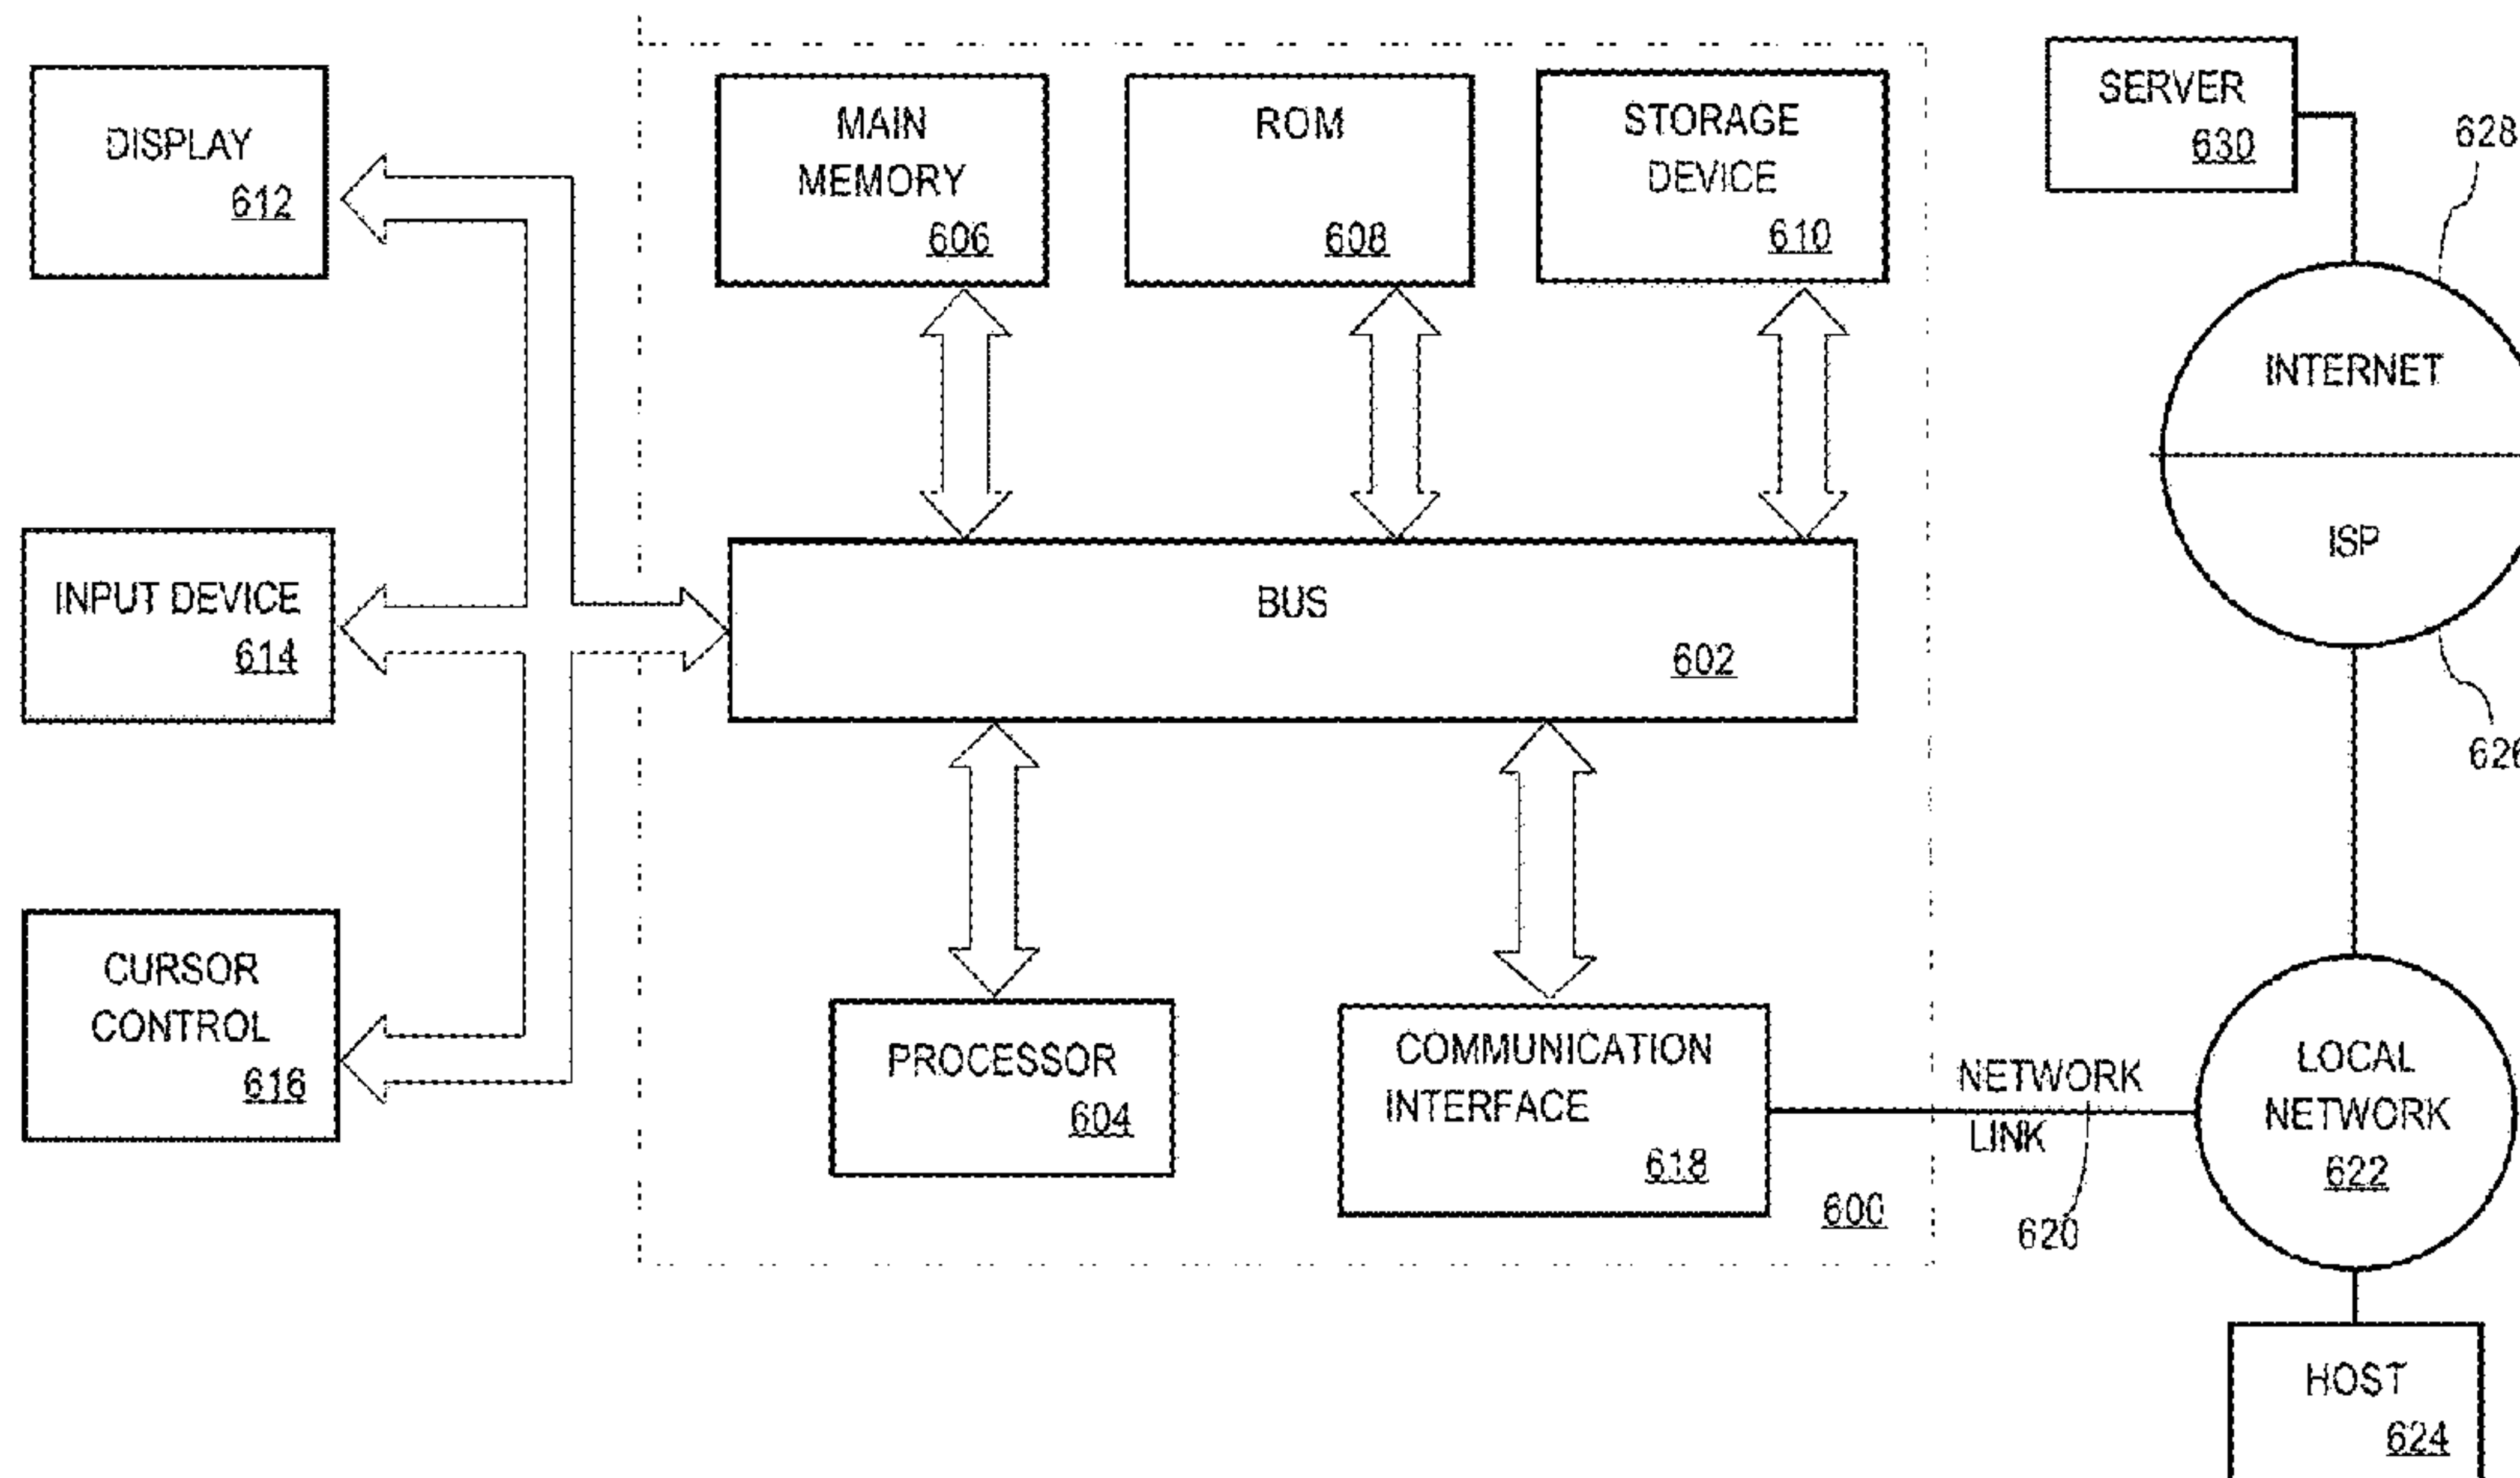 DISPLAY
612
INPUT DEVICE
614
CURSOR
CONTROL
616
MAIN
MEMORY
606
ROM
608
STORAGE
DEVICE
610
BUS
602
PROCESSOR
604
COMMUNICATION
INTERFACE
618
600
NETWORK
LINK
620
SERVER
630
628
INTERNET
ISP
626
LOCAL
NETWORK
622
HOST
624